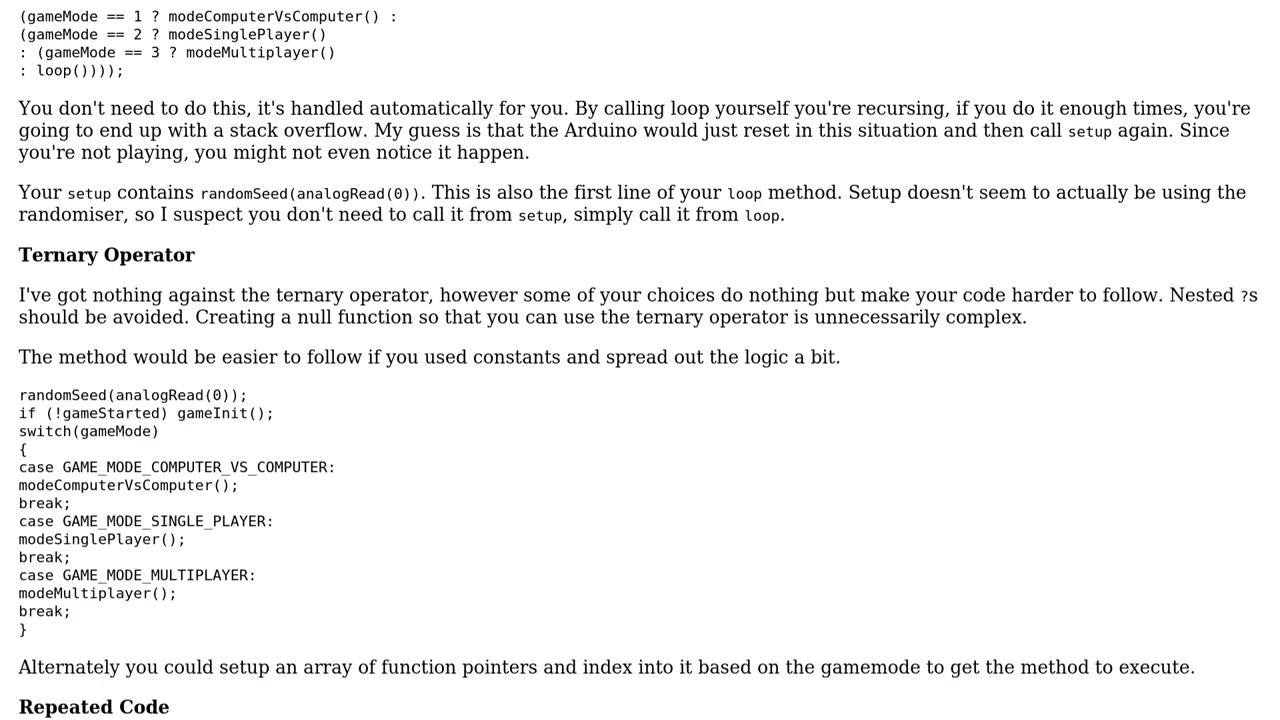 (gameMode == 1 ? modeComputerVsComputer() :
(gameMode == 2 ? modeSinglePlayer()
: (gameMode == 3 ? modeMultiplayer()
: loop())));
You don't need to do this, it's handled automatically for you. By calling loop yourself you're recursing, if you do it enough times, you're
going to end up with a stack overflow. My guess is that the Arduino would just reset in this situation and then call setup again. Since
you're not playing, you might not even notice it happen.
Your setup contains randomSeed(analogRead(0)). This is also the first line of your loop method. Setup doesn't seem to actually be using the
randomiser, so I suspect you don't need to call it from setup, simply call it from loop.
Ternary Operator
I've got nothing against the ternary operator, however some of your choices do nothing but make your code harder to follow. Nested ?s
should be avoided. Creating a null function so that you can use the ternary operator is unnecessarily complex.
The method would be easier to follow if you used constants and spread out the logic a bit.
randomSeed(analogRead(0));
if (!gameStarted) gameInit();
switch(gameMode)
{
case GAME_MODE_COMPUTER_VS_COMPUTER:
modeComputerVsComputer();
break;
case GAME_MODE_SINGLE_PLAYER:
modeSinglePlayer();
break;
case GAME_MODE_MULTIPLAYER:
modeMultiplayer();
break;
}
Alternately you could setup an array of function pointers and index into it based on the gamemode to get the method to execute.
Repeated Code